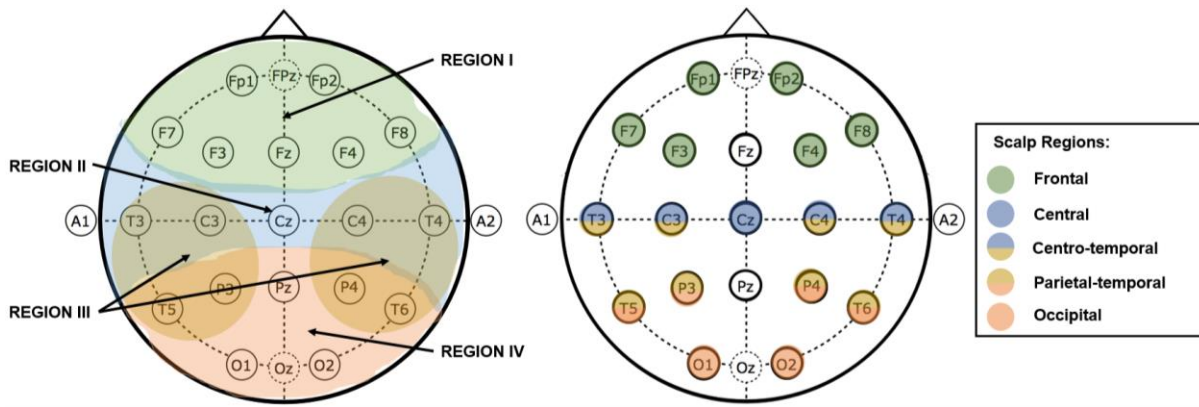 REGION I
REGION II
REGION III
REGION IV
Fp1 FPz Fp2
F7 F8
F3 Fz F4
A1 T3 C3 Cz C4 T4 A2
P3 Pz P4
T5 T6
O1 Oz O2
Fp1 FPz Fp2
F7 F8
F3 Fz F4
A1 T3 C3 Cz C4 T4 A2
P3 Pz P4
T5 T6
O1 Oz O2
Scalp Regions:
Frontal
Central
Centro-temporal
Parietal-temporal
Occipital